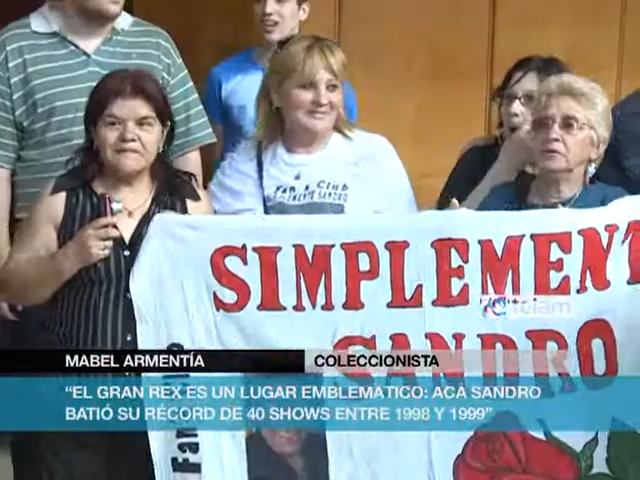 Fan's Club
SIMPLEMEN
télam
SANDRO
MABEL ARMENTÍA
COLECCIONISTA
"EL GRAN REX ES UN LUGAR EMBLEMÁTICO: ACÁ SANDRO
BATIÓ SU RÉCORD DE 40 SHOWS ENTRE 1998 Y 1999"